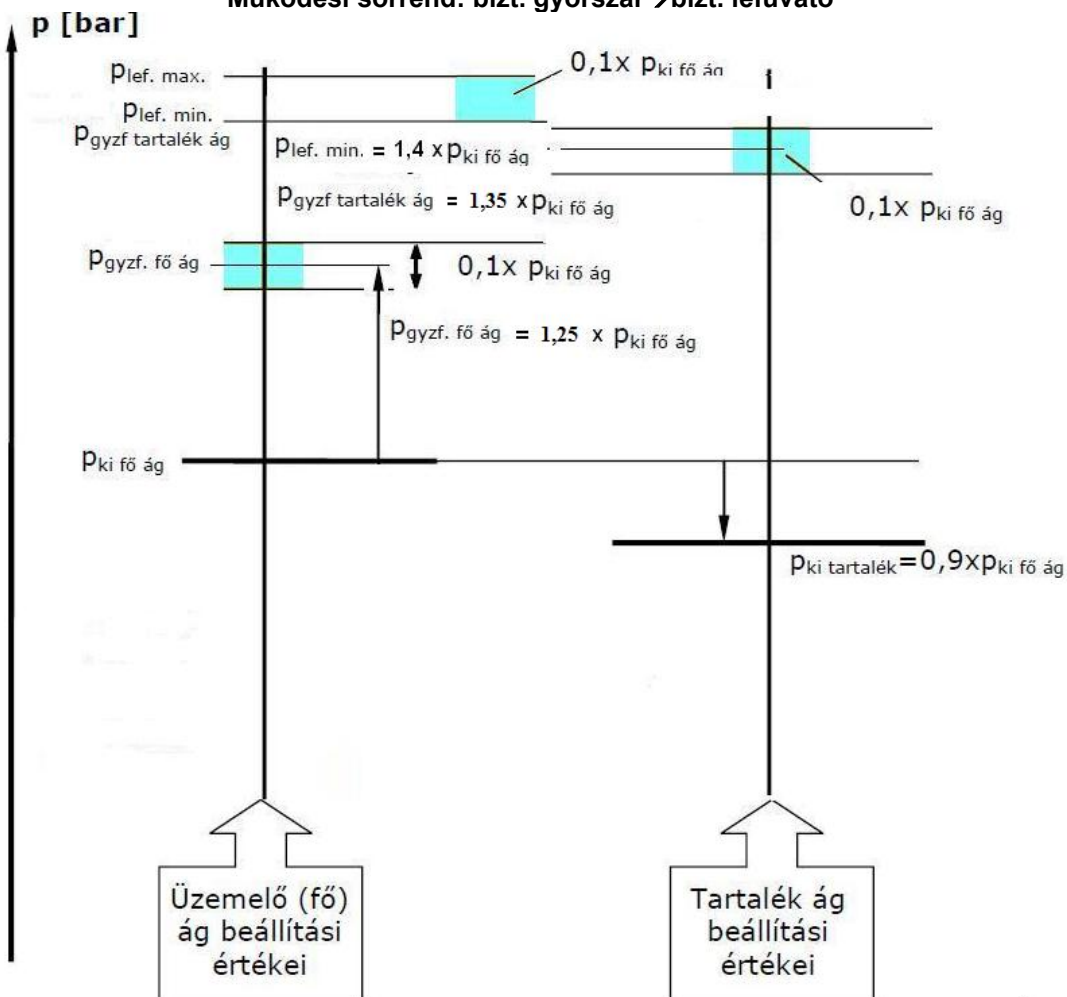 Működési sorrend: bizt. gyorszár→bizt. lefúvató
p [bar]
plef. max.
0,1x pki fő ág
plef. min.
pgyzf tartalék ág
plef. min. = 1,4 x pki fő ág
0,1x pki fő ág
pgyzf tartalék ág = 1,35 x pki fő ág
pgyzf. fő ág
0,1x pki fő ág
pgyzf. fő ág = 1,25 x pki fő ág
pki fő ág
pki tartalék=0,9xpki fő ág
Üzemelő (fő)
ág beállítási
értékei
Tartalék ág
beállítási
értékei